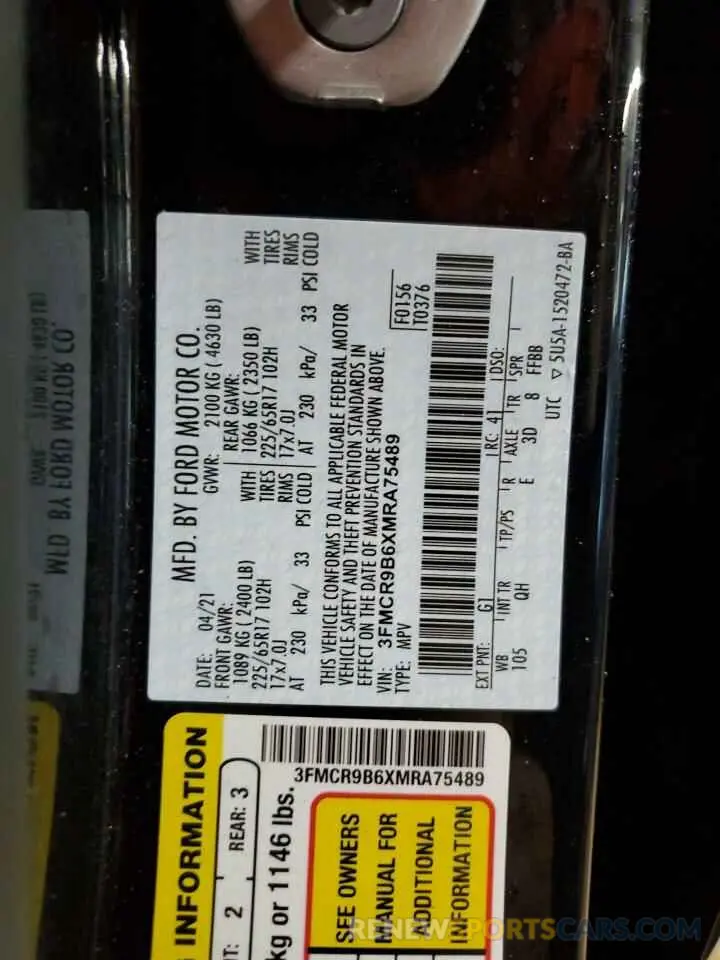 MFD. BY FORD MOTOR CO.
DATE: 04/21 GVWR: 2100 KG ( 4630 LB)
FRONT GAWR: REAR GAWR:
1089 KG ( 2400 LB) WITH 1066 KG ( 2350 LB) WITH
225/65R17 102H TIRES 225/65R17 102H TIRES
17x7.0J RIMS 17x7.0J RIMS
AT 230 kPa/ 33 PSI COLD AT 230 kPa/ 33 PSI COLD
THIS VEHICLE CONFORMS TO ALL APPLICABLE FEDERAL MOTOR
VEHICLE SAFETY AND THEFT PREVENTION STANDARDS IN
EFFECT ON THE DATE OF MANUFACTURE SHOWN ABOVE.
VIN: 3FMCR9B6XMRA75489 F0156
TYPE: MPV T0376
EXT PNT: G1 RC: 41 DSO:
WB INT TR TP/PS R AXLE TR SPR
105 QH E 3D 8 FFBB
UTC ▽ 5U5A-1520472-BA
MFD. BY FORD MOTOR CO.
3FMCR9B6XMRA75489
G INFORMATION
T: 2 REAR: 3
kg or 1146 lbs.
SEE OWNERS
MANUAL FOR
ADDITIONAL
INFORMATION
RENEWSPORTSCARS.COM